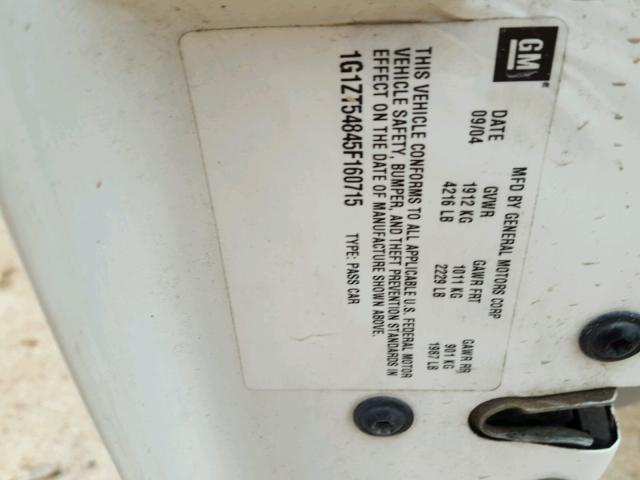 GM
MFD BY GENERAL MOTORS CORP
DATE GVWR GAWR FRT GAWR RR
09/04 1912 KG 1011 KG 901 KG
4216 LB 2229 LB 1987 LB
THIS VEHICLE CONFORMS TO ALL APPLICABLE U.S. FEDERAL MOTOR
VEHICLE SAFETY, BUMPER, AND THEFT PREVENTION STANDARDS IN
EFFECT ON THE DATE OF MANUFACTURE SHOWN ABOVE.
1G1ZT54845F160715 TYPE: PASS CAR